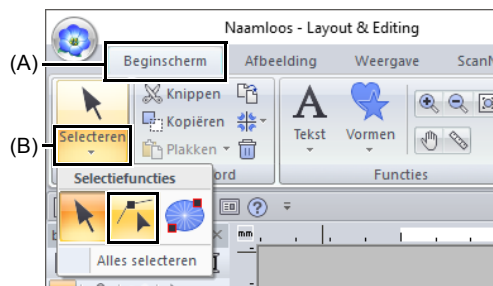 Naamloos - Layout & Editing
(A)
Beginscherm Afbeelding Weergave
Selecteren
Knippen
Kopiëren
Plakken
Tekst Vormen
(B)
Functies
Selectiefuncties
Alles selecteren
mm